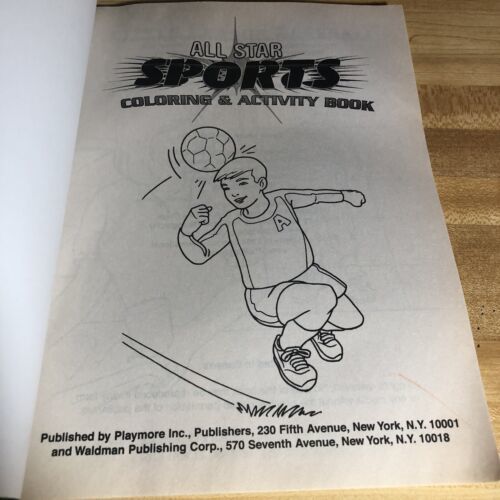 ALL STAR
SPORTS
COLORING & ACTIVITY BOOK
A
Published by Playmore Inc., Publishers, 230 Fifth Avenue, New York, N.Y. 10001
and Waldman Publishing Corp., 570 Seventh Avenue, New York, N.Y. 10018